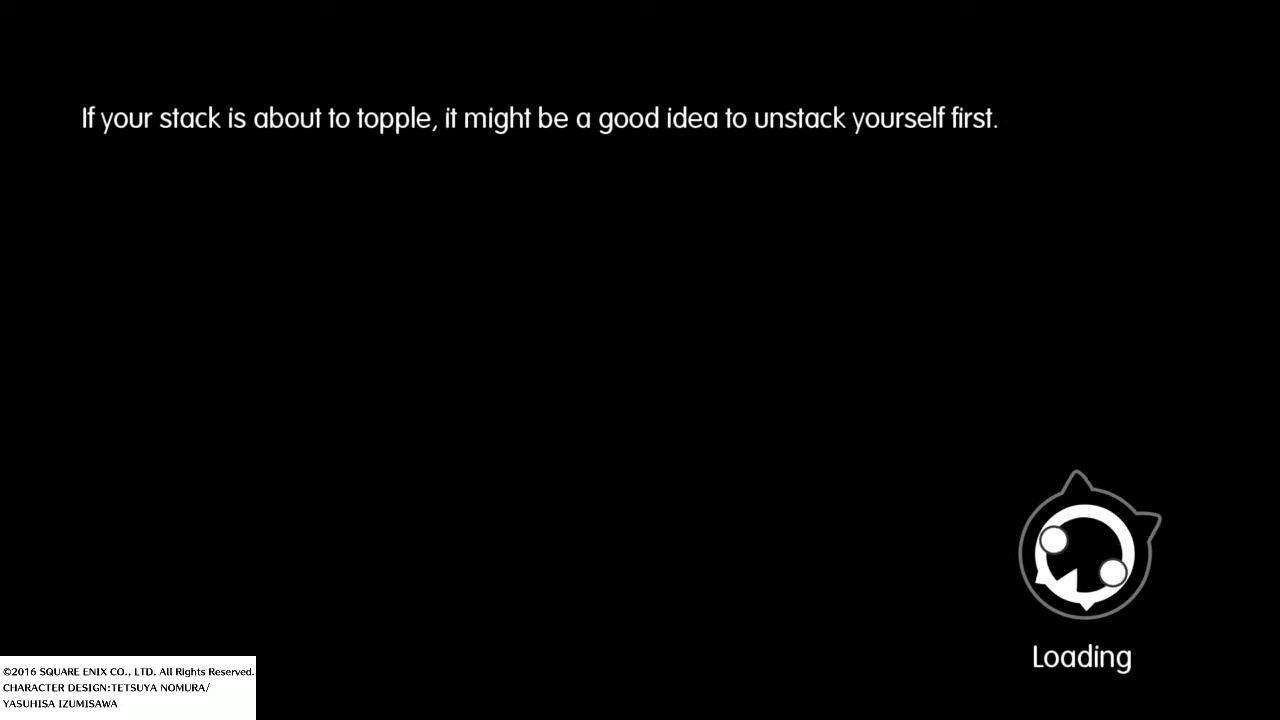 If your stack is about to topple, it might be a good idea to unstack yourself first.
Loading
©2016 SQUARE ENIX CO., LTD. All Rights Reserved.
CHARACTER DESIGN:TETSUYA NOMURA/
YASUHISA IZUMISAWA